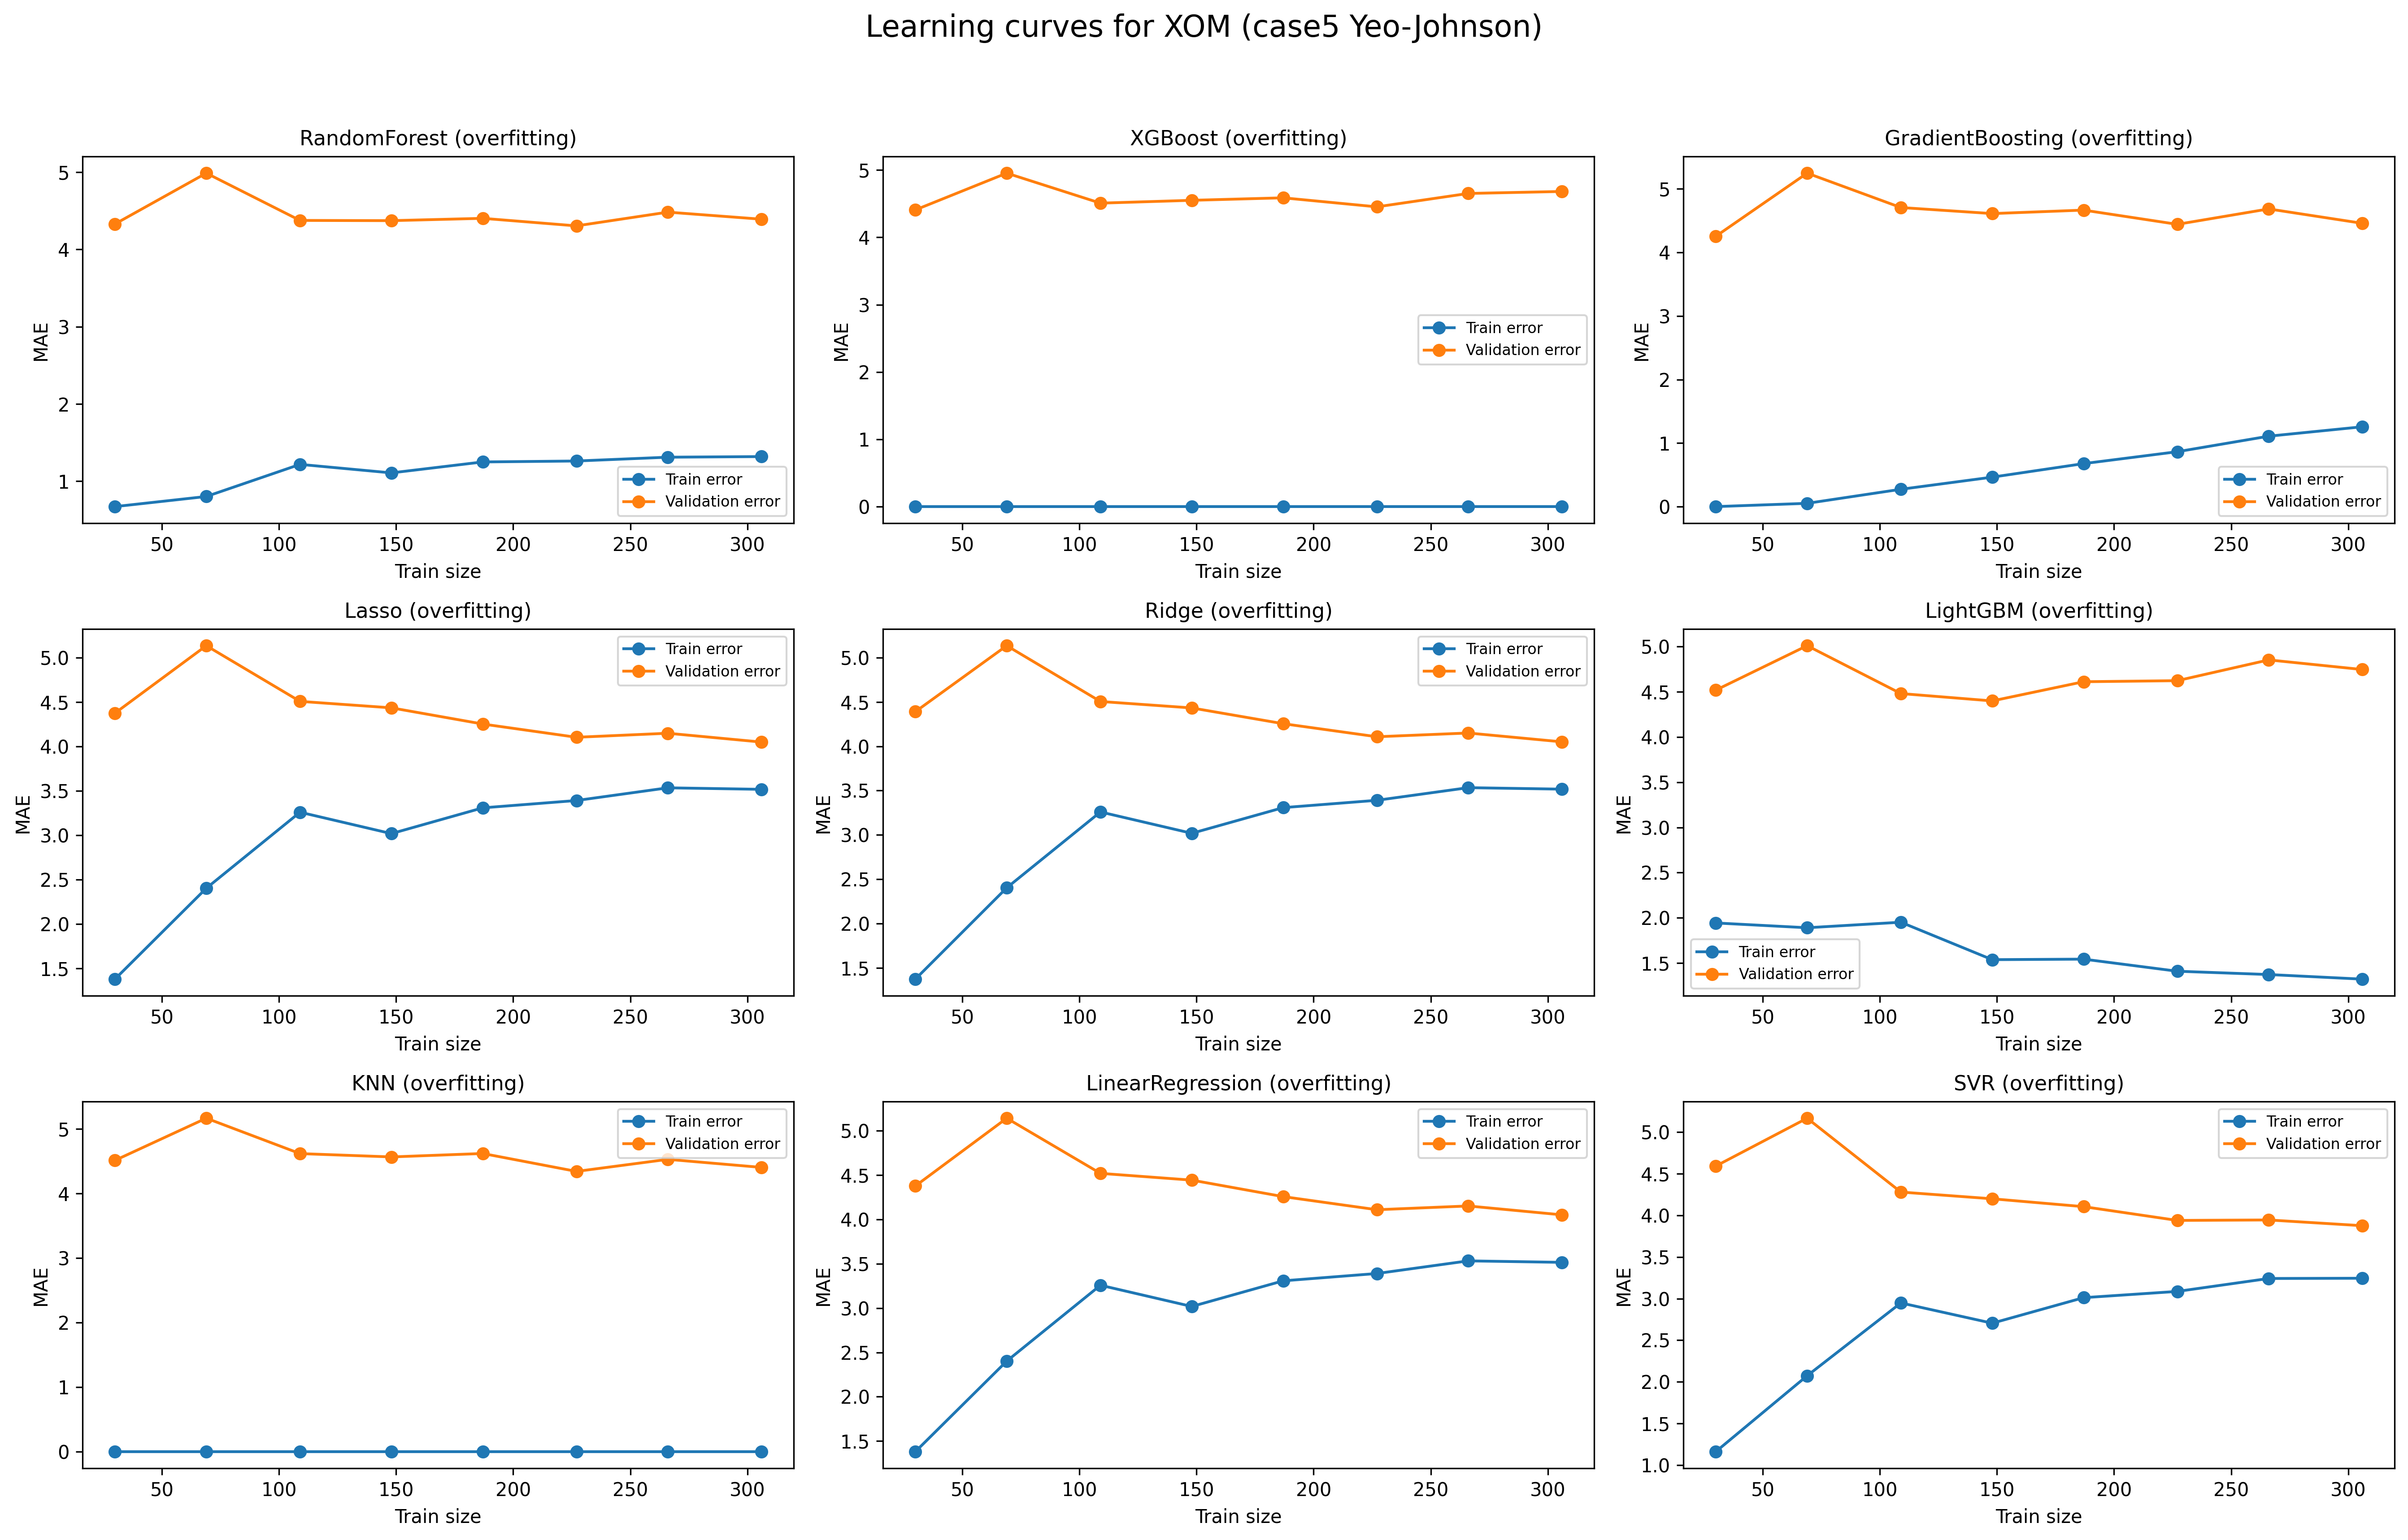 Learning curves for XOM (case5 Yeo-Johnson)
RandomForest (overfitting)
5
4
3
2
1
MAE
50 100 150 200 250 300
Train size
Train error
Validation error
XGBoost (overfitting)
5
4
3
2
1
0
MAE
50 100 150 200 250 300
Train size
Train error
Validation error
GradientBoosting (overfitting)
5
4
3
2
1
0
MAE
50 100 150 200 250 300
Train size
Train error
Validation error
Lasso (overfitting)
5.0
4.5
4.0
3.5
3.0
2.5
2.0
1.5
MAE
50 100 150 200 250 300
Train size
Train error
Validation error
Ridge (overfitting)
5.0
4.5
4.0
3.5
3.0
2.5
2.0
1.5
MAE
50 100 150 200 250 300
Train size
Train error
Validation error
LightGBM (overfitting)
5.0
4.5
4.0
3.5
3.0
2.5
2.0
1.5
MAE
50 100 150 200 250 300
Train size
Train error
Validation error
KNN (overfitting)
5
4
3
2
1
0
MAE
50 100 150 200 250 300
Train size
Train error
Validation error
LinearRegression (overfitting)
5.0
4.5
4.0
3.5
3.0
2.5
2.0
1.5
MAE
50 100 150 200 250 300
Train size
Train error
Validation error
SVR (overfitting)
5.0
4.5
4.0
3.5
3.0
2.5
2.0
1.5
1.0
MAE
50 100 150 200 250 300
Train size
Train error
Validation error